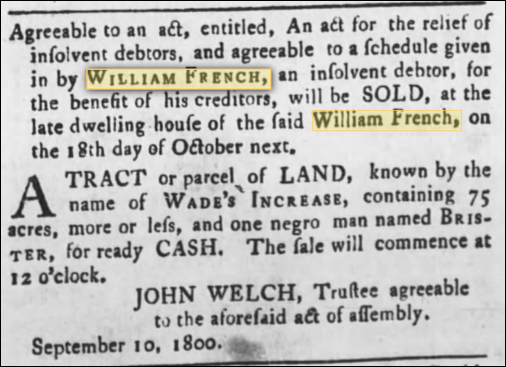 Agreeable to an act, entitled, An act for the relief of
inſolvent debtors, and agreeable to a ſchedule given
in by WILLIAM FRENCH, an inſolvent debtor, for
the benefit of his creditors, will be SOLD, at the
late dwelling houſe of the ſaid William French, on
the 18th day of October next,
A TRACT or parcel of LAND, known by the
name of WADE's INCREASE, containing 75
acres, more or leſs, and one negro man named BRIS-
TER, for ready CASH. The ſale will commence at
12 o'clock.
JOHN WELCH, Truſtee agreeable
to the aforeſaid act of aſſembly.
September 10, 1800.